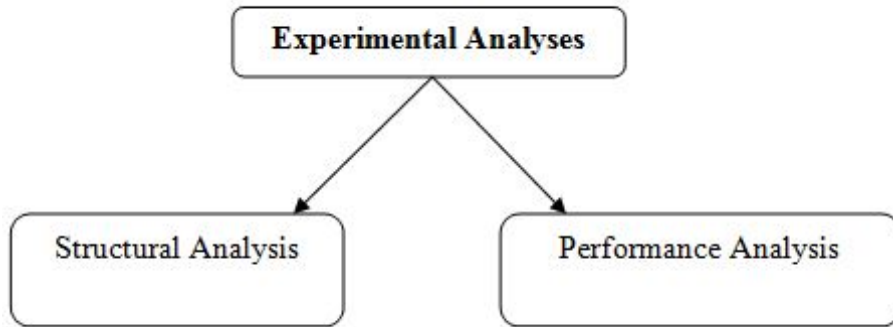 Experimental Analyses
Structural Analysis
Performance Analysis